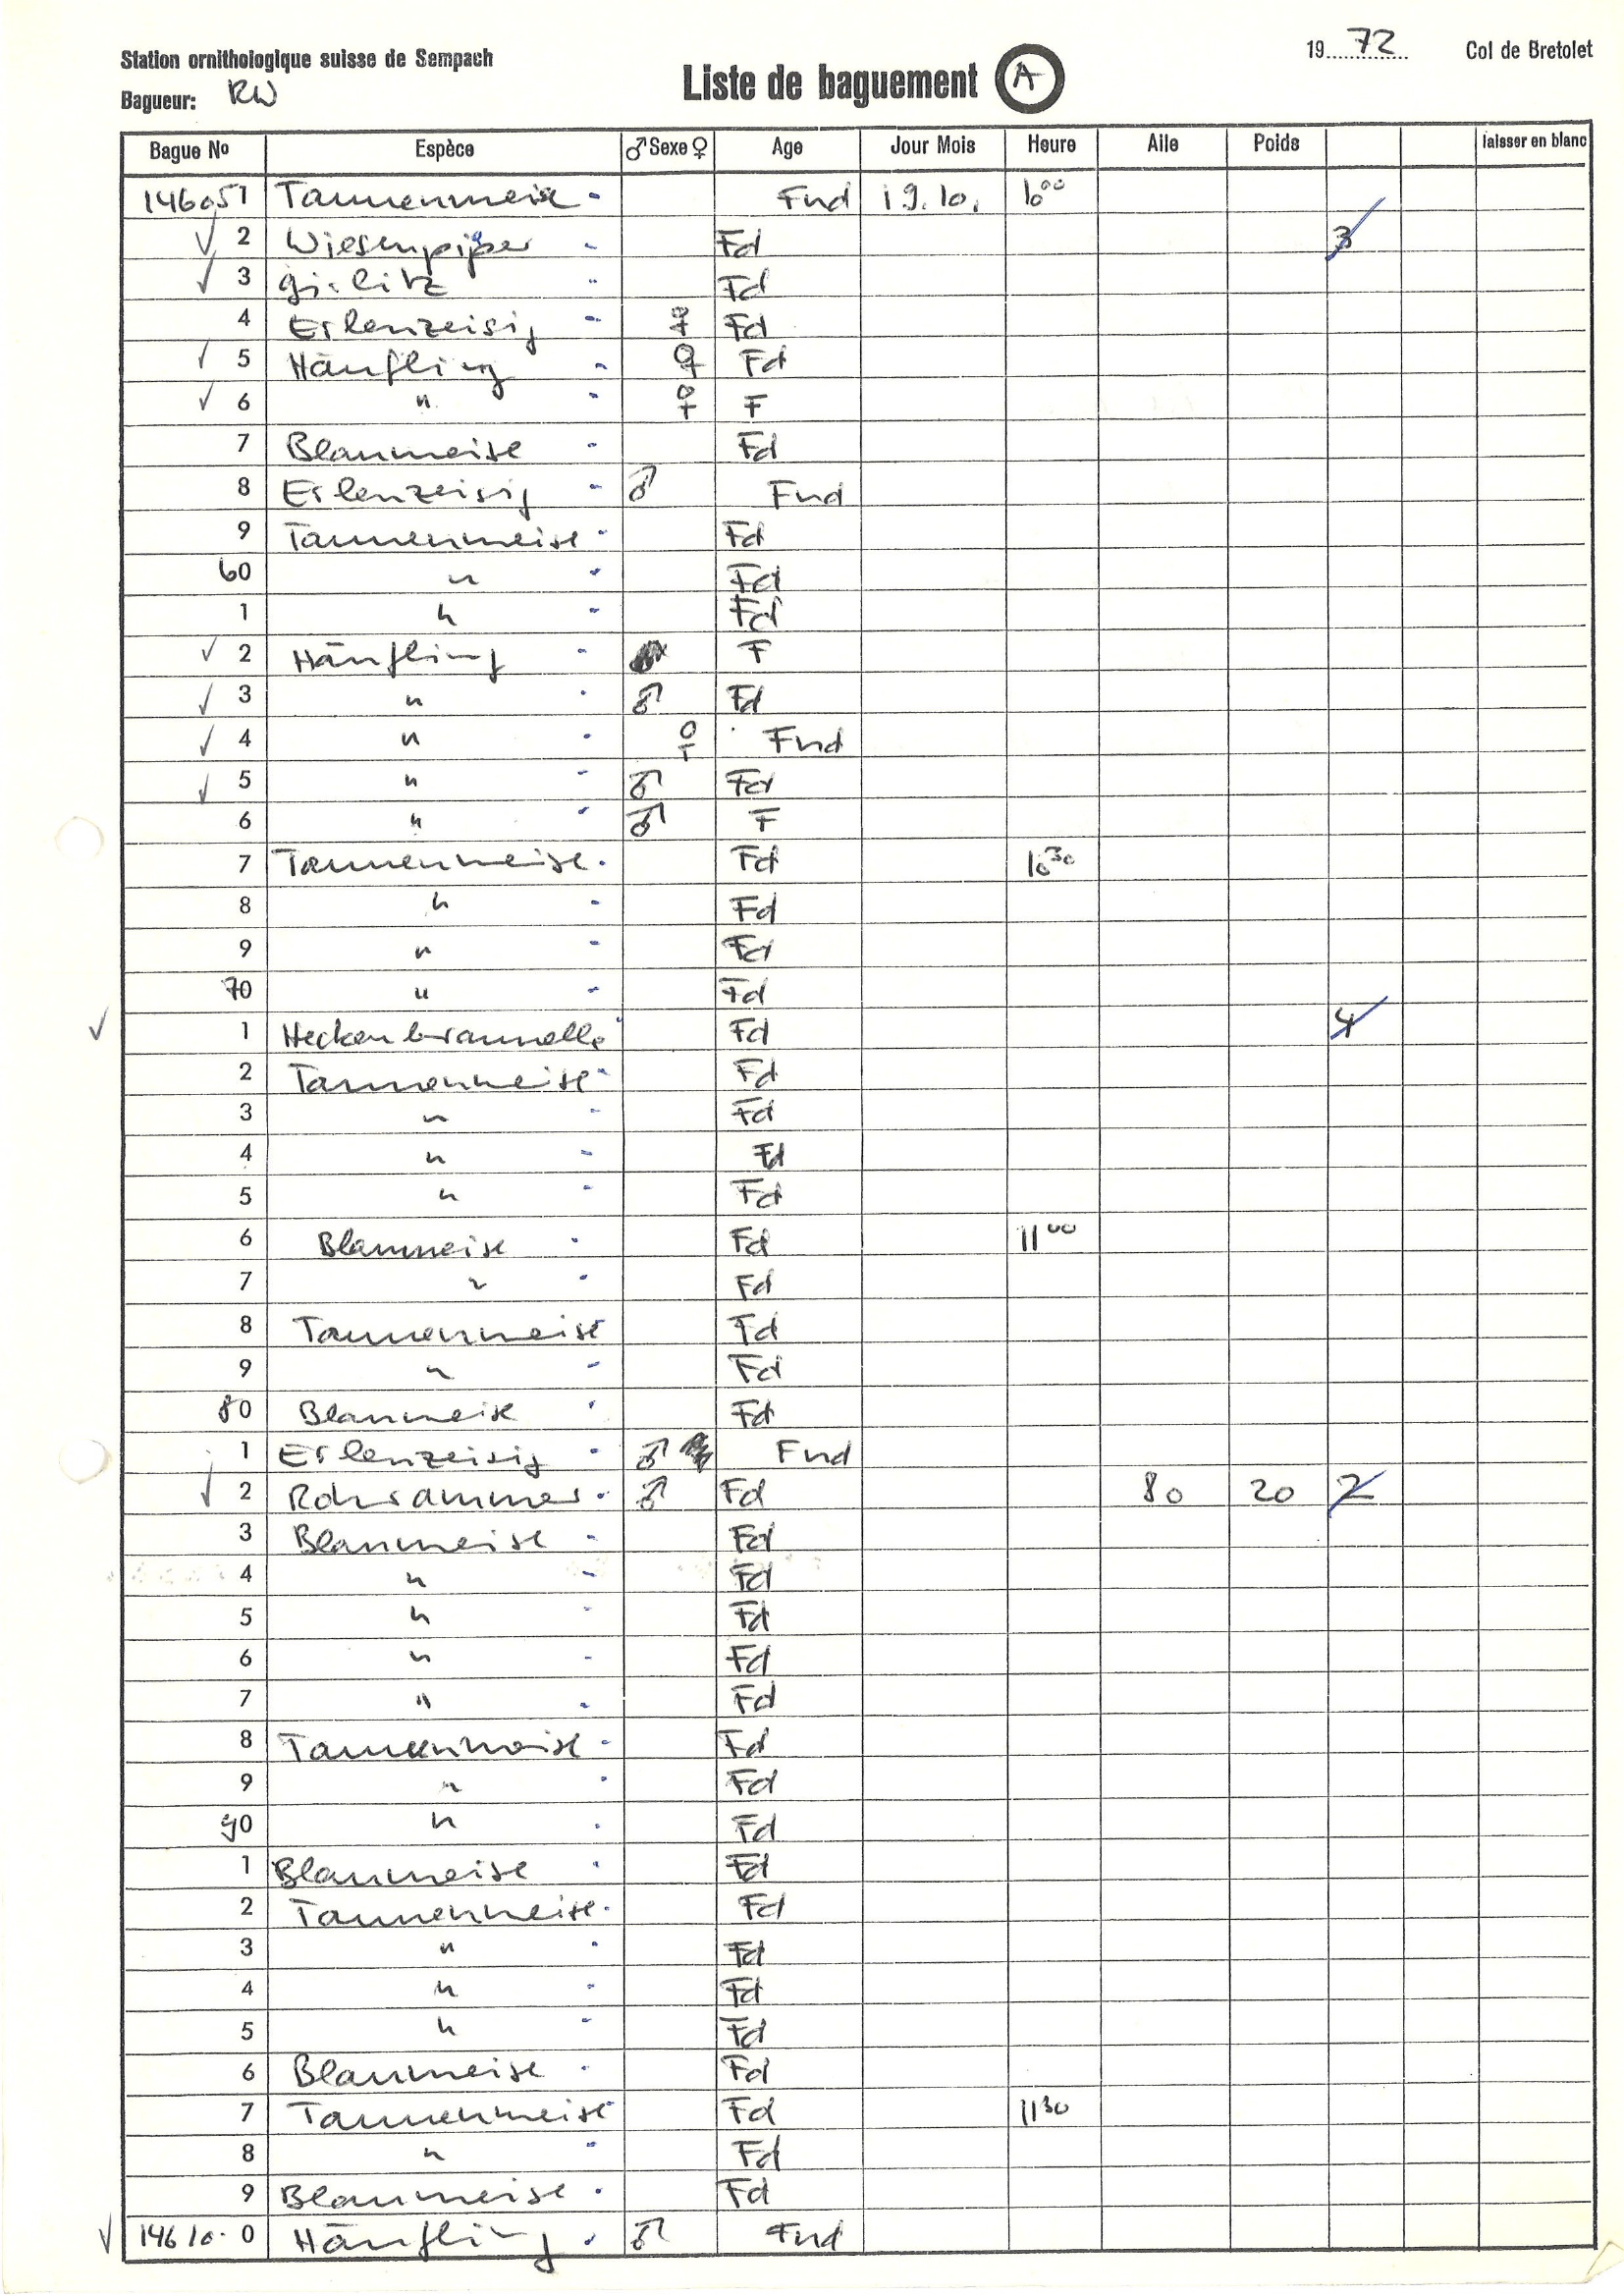 Station ornithologique suisse de Sempach
Bagueur: RW
Liste de baguement A
19 72 Col de Bretolet
Bague No Espèce ♂ Sexe ♀ Age Jour Mois Heure Aile Poids laisser en blanc
146051 Tannenmeise - Fnd 19.10. 10 00
✓ 2 Wiesenpiper - Fd 3
✓ 3 Girlitz " Fd
4 Erlenzeisig - ♀ Fd
✓ 5 Hänfling - ♀ Fd
✓ 6 " - ♀ F
7 Blaumeise - Fd
8 Erlenzeisig - ♂ Fnd
9 Tannenmeise - Fd
60 " - Fd
1 " - Fd
✓ 2 Hänfling - F
✓ 3 " - ♂ Fd
✓ 4 " - ♀ Fnd
✓ 5 " - ♂ Fd
6 " - ♂ F
7 Tannenmeise - Fd 10 30
8 " - Fd
9 " - Fd
70 " - Fd
✓ 1 Heckenbraunelle - Fd 4
2 Tannenmeise - Fd
3 " - Fd
4 " - Fd
5 " - Fd
6 Blaumeise - Fd 11 00
7 " - Fd
8 Tannenmeise - Fd
9 " - Fd
80 Blaumeise - Fd
1 Erlenzeisig - ♂ Fnd
✓ 2 Rohrammer - ♂ Fd 80 20 2
3 Blaumeise - Fd
4 " - Fd
5 " - Fd
6 " - Fd
7 " - Fd
8 Tannenmeise - Fd
9 " - Fd
90 " - Fd
1 Blaumeise - Fd
2 Tannenmeise - Fd
3 " - Fd
4 " - Fd
5 " - Fd
6 Blaumeise - Fd
7 Tannenmeise - Fd 11 30
8 " - Fd
9 Blaumeise - Fd
✓ 14610.0 Hänfling - ♂ Fnd